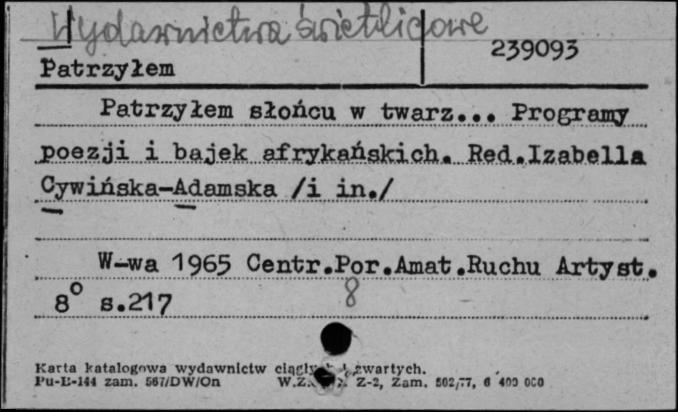 Wydawnictwa świetlicowe
239093
Patrzyłem
Patrzyłem słońcu w twarz... Programy
poezji i bajek afrykańskich. Red.Izabella
Cywińska-Adamska /i in./
W-wa 1965 Centr.Por.Amat.Ruchu Artyst.
8° s.217
8
Karta katalogowa wydawnictw zwartych.
Pu-B-144 zam. 567/DW/On Z-2, Zam. 502/77, 6 400 000